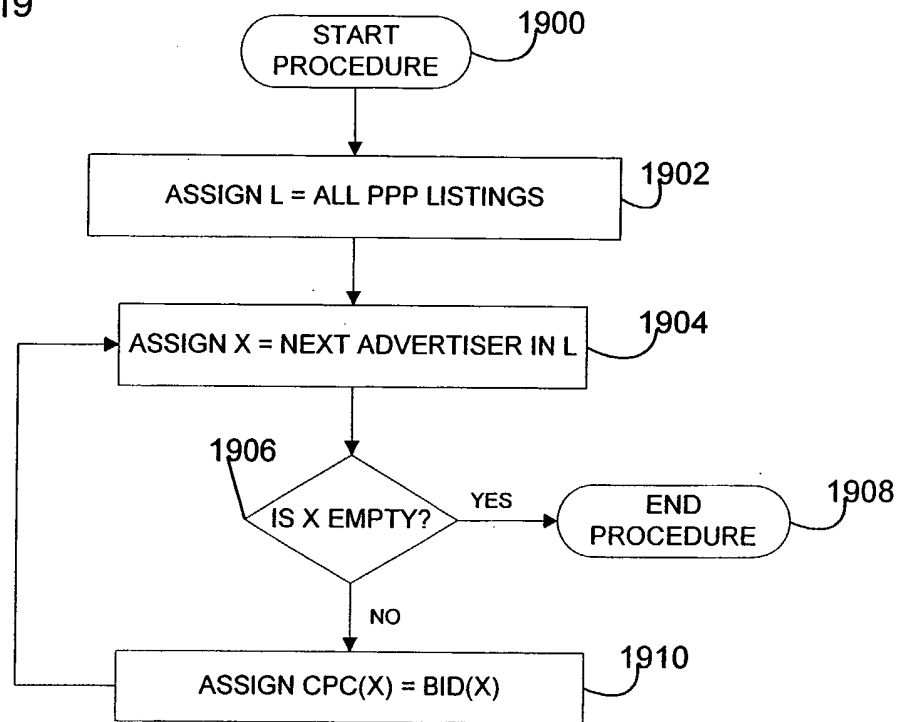 19
START
PROCEDURE
1900
ASSIGN L = ALL PPP LISTINGS
1902
ASSIGN X = NEXT ADVERTISER IN L
1904
1906
IS X EMPTY?
YES
END
PROCEDURE
1908
NO
ASSIGN CPC(X) = BID(X)
1910